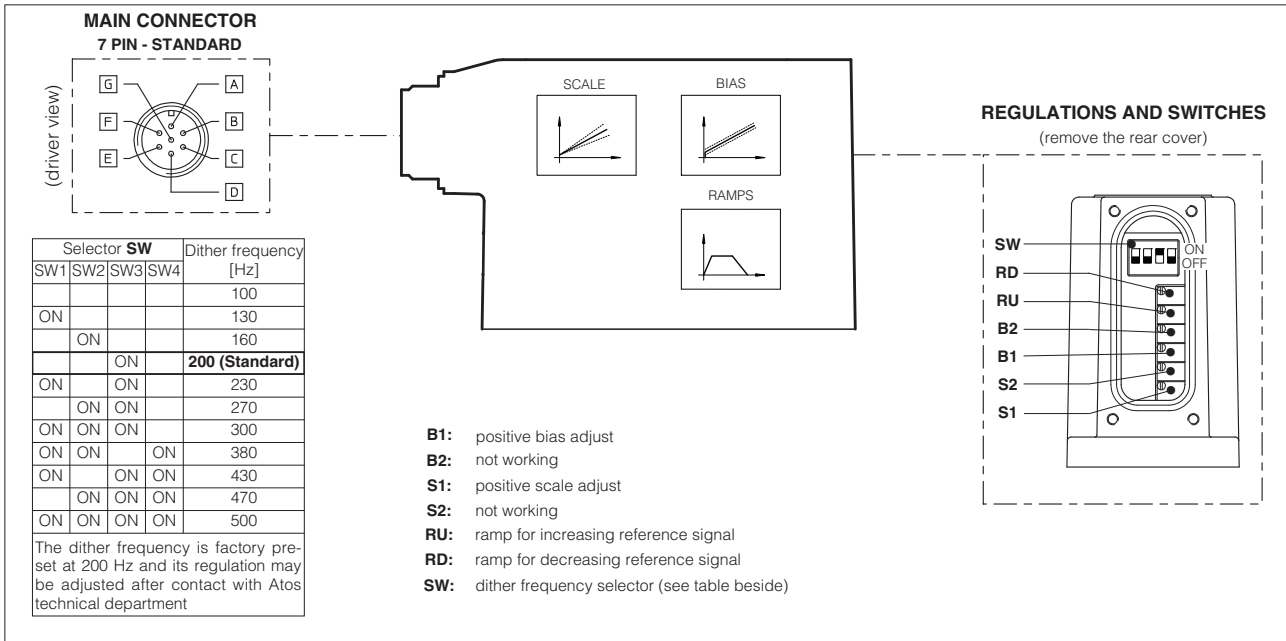 MAIN CONNECTOR
7 PIN - STANDARD
(driver view)
G
A
F
B
E
C
D
SCALE
BIAS
RAMPS
REGULATIONS AND SWITCHES
(remove the rear cover)
SW
ON
OFF
RD
RU
B2
B1
S2
S1
Selector SW Dither frequency
SW1 SW2 SW3 SW4 [Hz]
100
ON 130
ON 160
ON 200 (Standard)
ON ON 230
ON ON 270
ON ON ON 300
ON ON ON 380
ON ON ON 430
ON ON ON 470
ON ON ON ON 500
The dither frequency is factory pre-
set at 200 Hz and its regulation may
be adjusted after contact with Atos
technical department
B1: positive bias adjust
B2: not working
S1: positive scale adjust
S2: not working
RU: ramp for increasing reference signal
RD: ramp for decreasing reference signal
SW: dither frequency selector (see table beside)